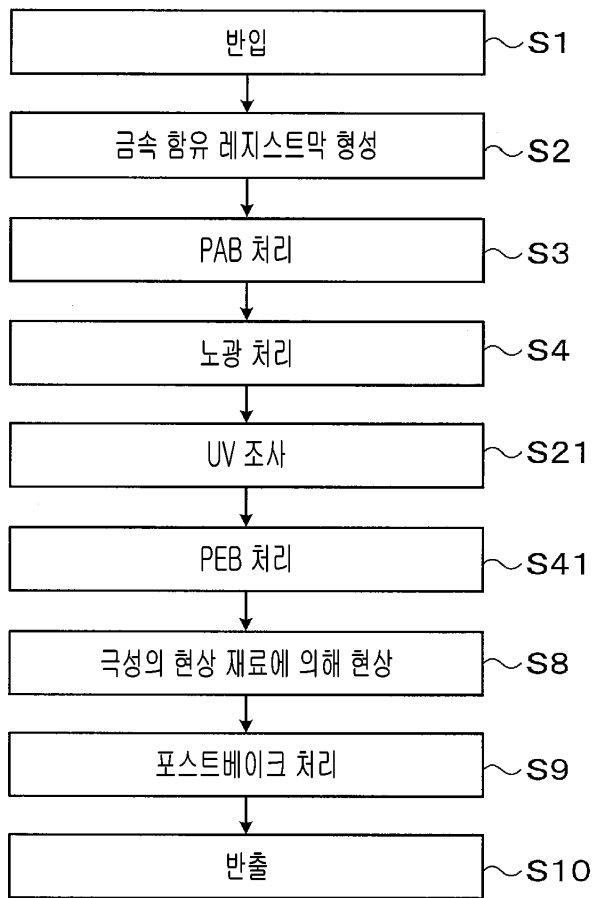 반입 S1
금속 함유 레지스트막 형성 S2
PAB 처리 S3
노광 처리 S4
UV 조사 S21
PEB 처리 S41
극성의 현상 재료에 의해 현상 S8
포스트베이크 처리 S9
반출 S10